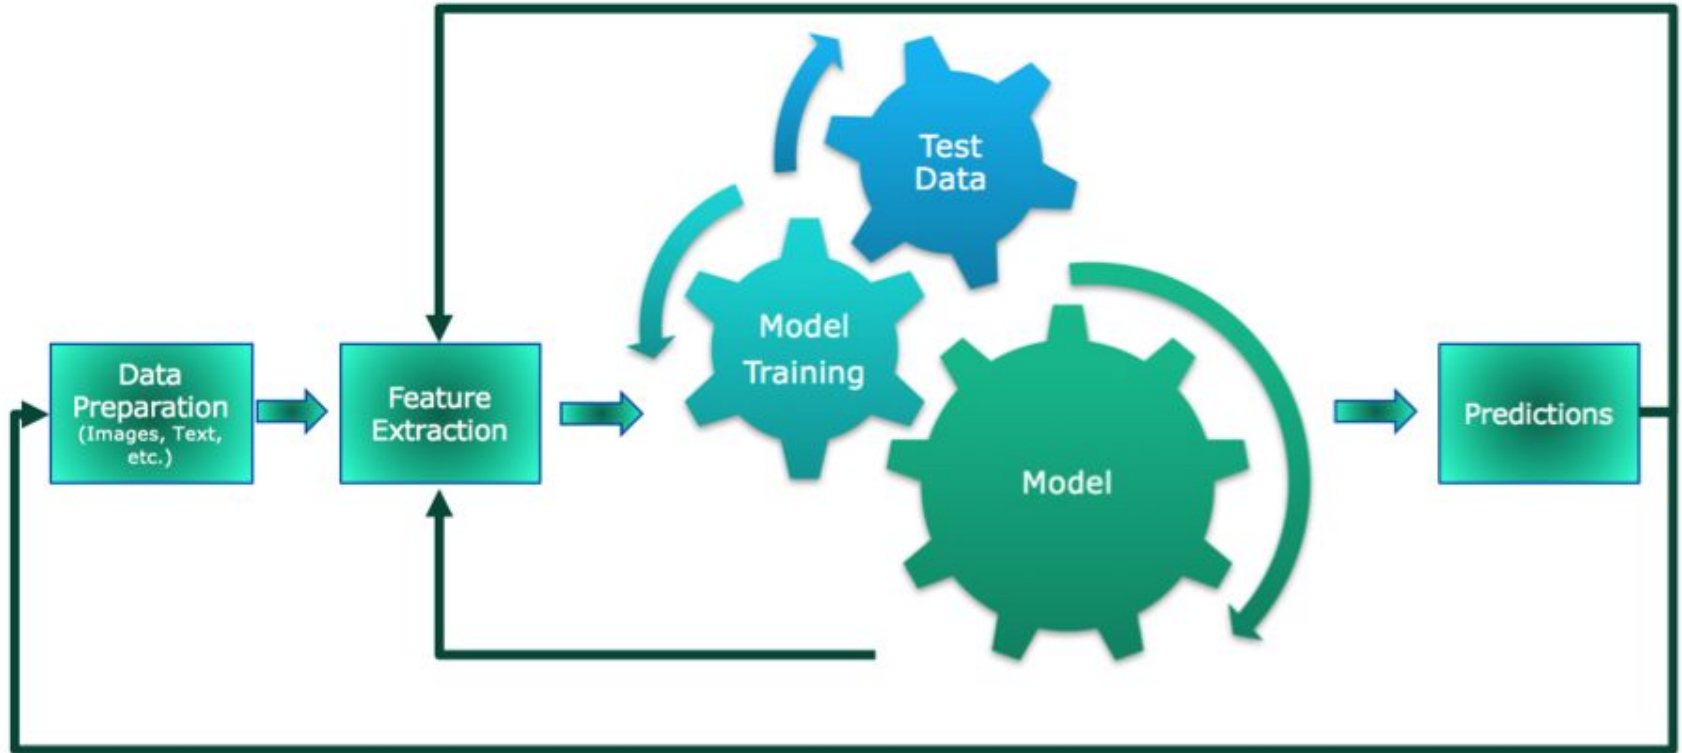 Data
Preparation
(Images, Text,
etc.)
Feature
Extraction
Test
Data
Model
Training
Model
Predictions